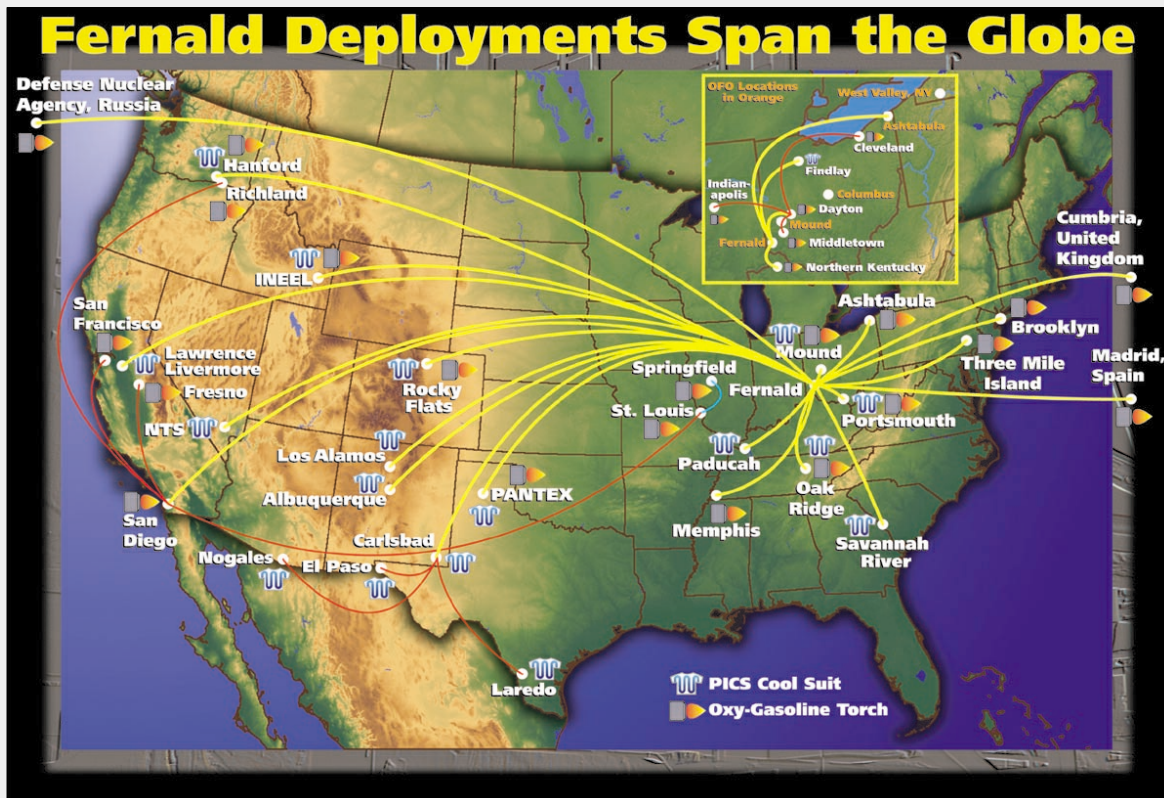 Fernald Deployments Span the Globe
Defense Nuclear
Agency, Russia
OFO Locations
in Orange
West Valley, NY
Ashtabula
Cleveland
Findlay
Indian-
apolis
Columbus
Dayton
Mound
Fernald
Middletown
Northern Kentucky
Hanford
Richland
INEEL
Cumbria,
United
Kingdom
San
Francisco
Ashtabula
Brooklyn
Lawrence
Livermore
Mound
Three Mile
Island
Madrid,
Spain
Fresno
Rocky
Flats
Springfield
Fernald
St. Louis
Portsmouth
NTS
Los Alamos
Paducah
Albuquerque
PANTEX
Oak
Ridge
San
Diego
Memphis
Carlsbad
Savannah
River
Nogales
El Paso
Laredo
PICS Cool Suit
Oxy-Gasoline Torch